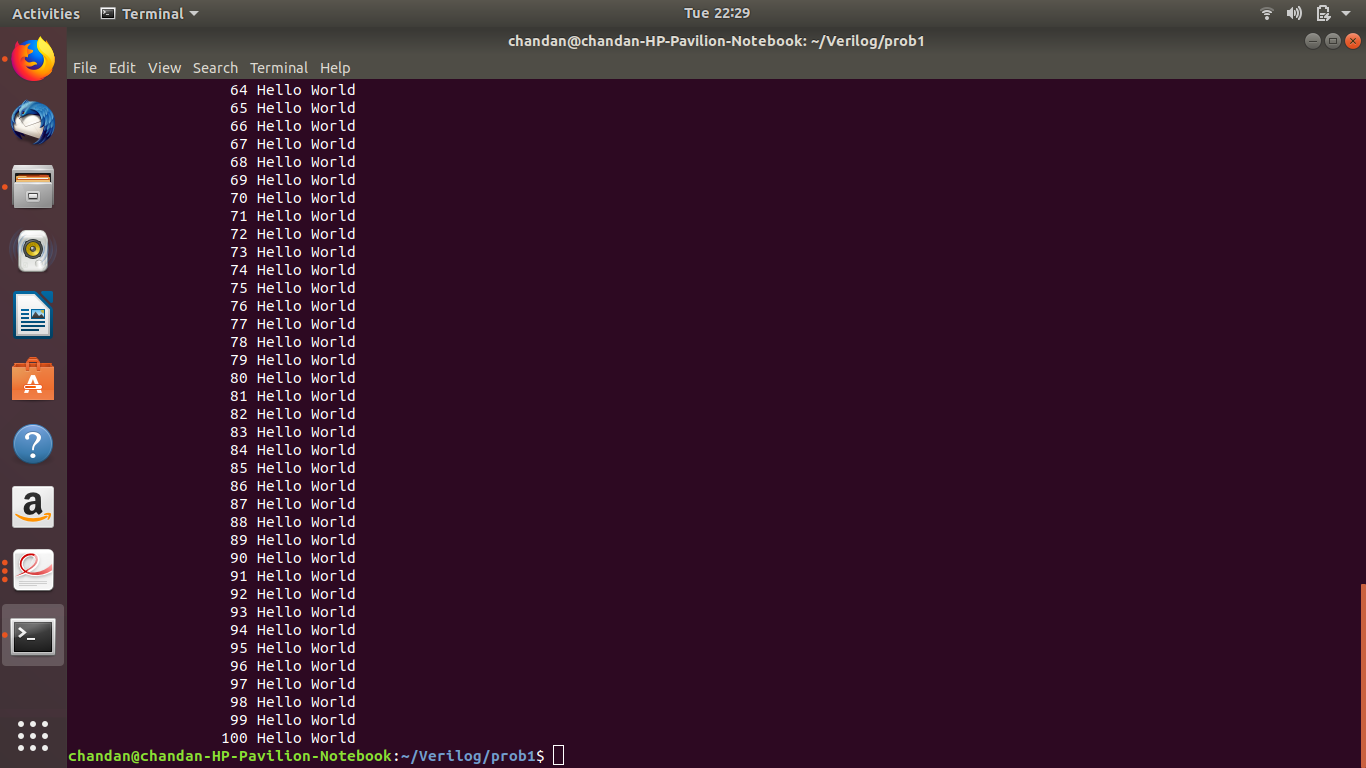 Activities Terminal Tue 22:29
chandan@chandan-HP-Pavilion-Notebook: ~/Verilog/prob1
File Edit View Search Terminal Help
64 Hello World
65 Hello World
66 Hello World
67 Hello World
68 Hello World
69 Hello World
70 Hello World
71 Hello World
72 Hello World
73 Hello World
74 Hello World
75 Hello World
76 Hello World
77 Hello World
78 Hello World
79 Hello World
80 Hello World
81 Hello World
82 Hello World
83 Hello World
84 Hello World
85 Hello World
86 Hello World
87 Hello World
88 Hello World
89 Hello World
90 Hello World
91 Hello World
92 Hello World
93 Hello World
94 Hello World
95 Hello World
96 Hello World
97 Hello World
98 Hello World
99 Hello World
100 Hello World
chandan@chandan-HP-Pavilion-Notebook:~/Verilog/prob1$